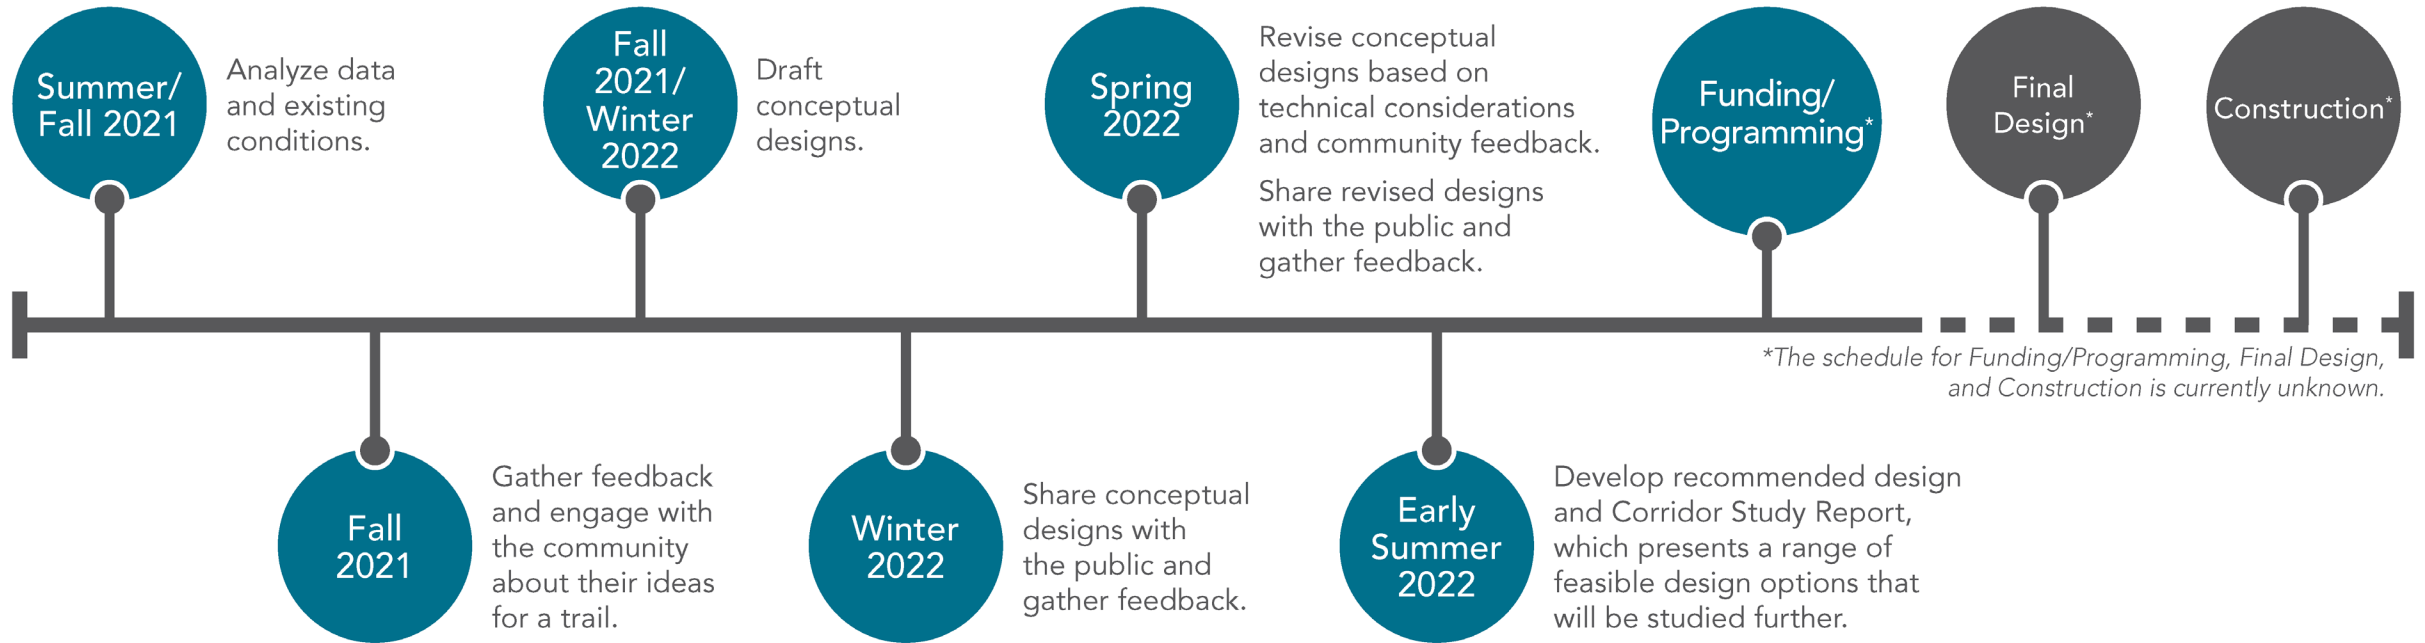 Summer/
Fall 2021
Analyze data
and existing
conditions.
Fall
2021
Gather feedback
and engage with
the community
about their ideas
for a trail.
Fall
2021/
Winter
2022
Draft
conceptual
designs.
Winter
2022
Share conceptual
designs with
the public and
gather feedback.
Spring
2022
Revise conceptual
designs based on
technical considerations
and community feedback.
Share revised designs
with the public and
gather feedback.
Early
Summer
2022
Develop recommended design
and Corridor Study Report,
which presents a range of
feasible design options that
will be studied further.
Funding/
Programming*
Final
Design*
Construction*
*The schedule for Funding/Programming, Final Design,
and Construction is currently unknown.